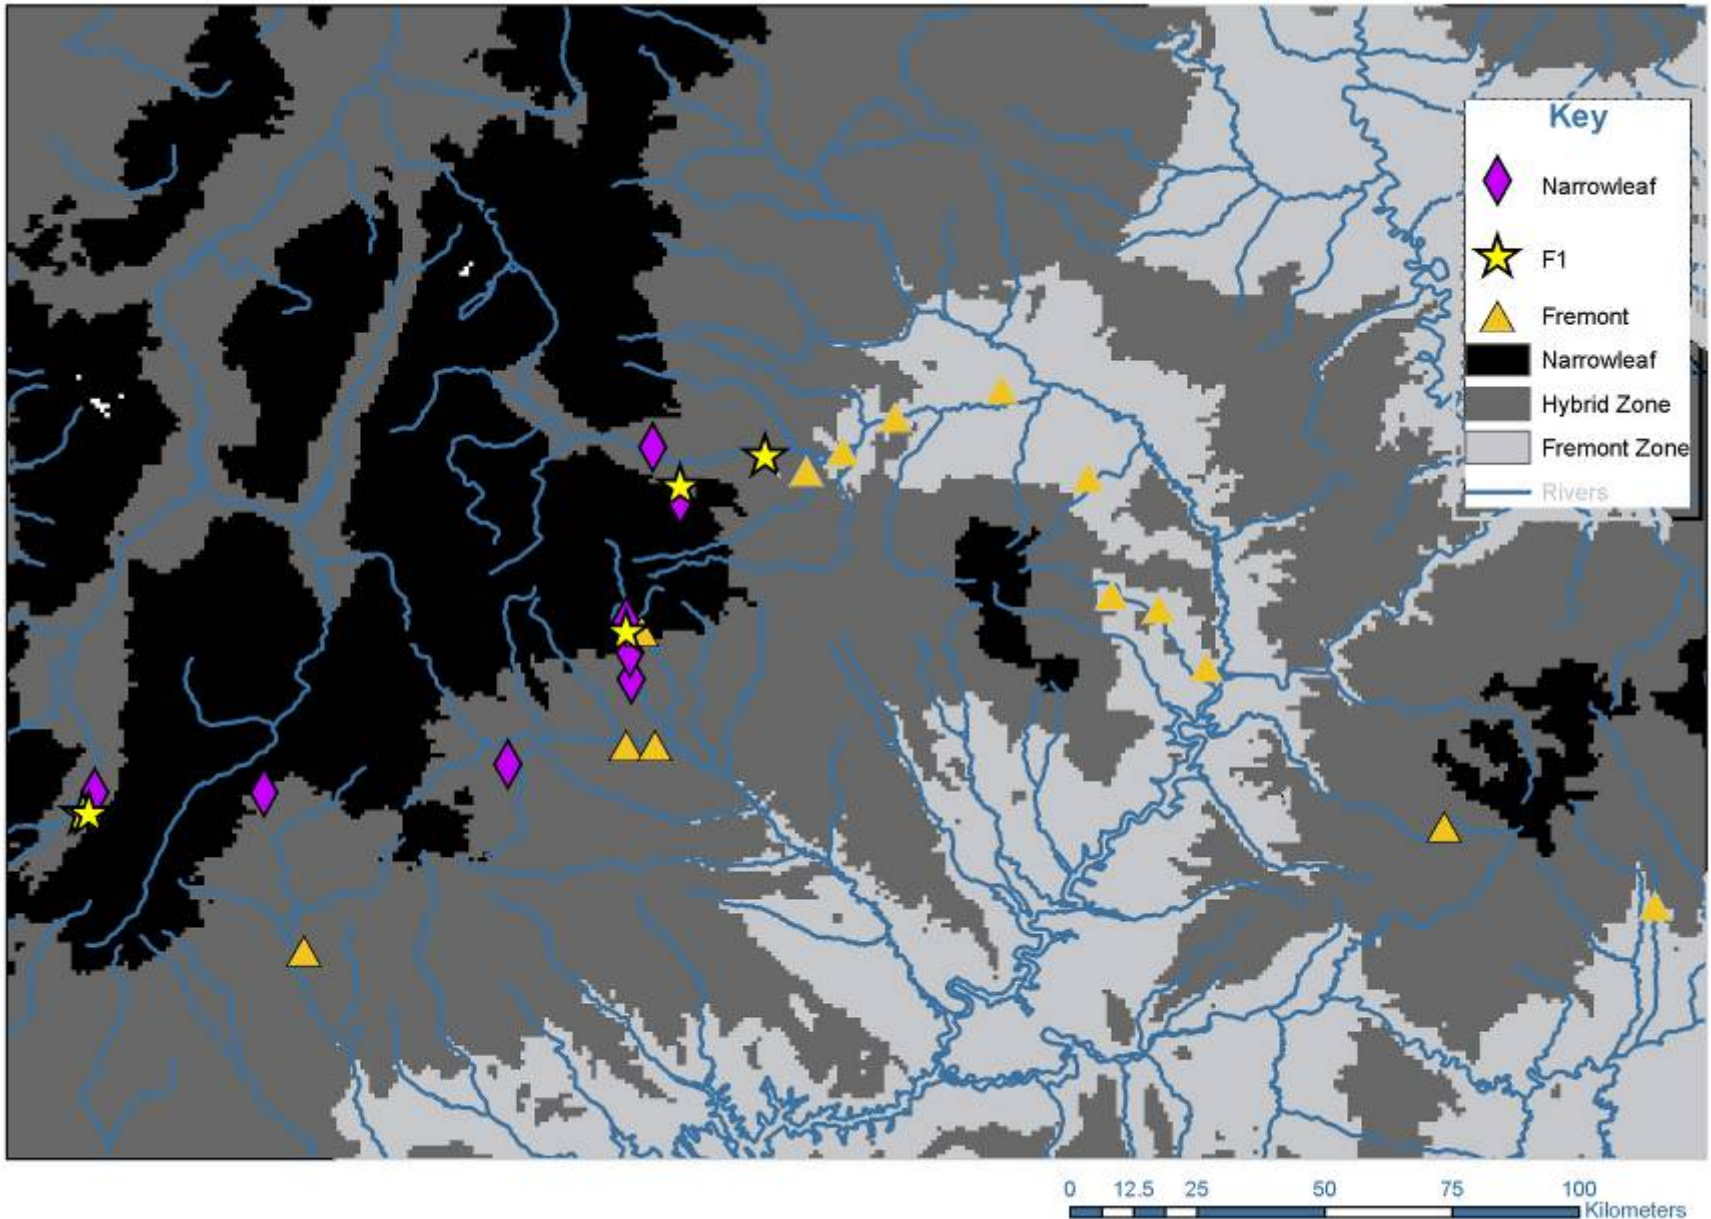 Key
Narrowleaf
F1
Fremont
Narrowleaf
Hybrid Zone
Fremont Zone
Rivers
0 12.5 25 50 75 100
Kilometers